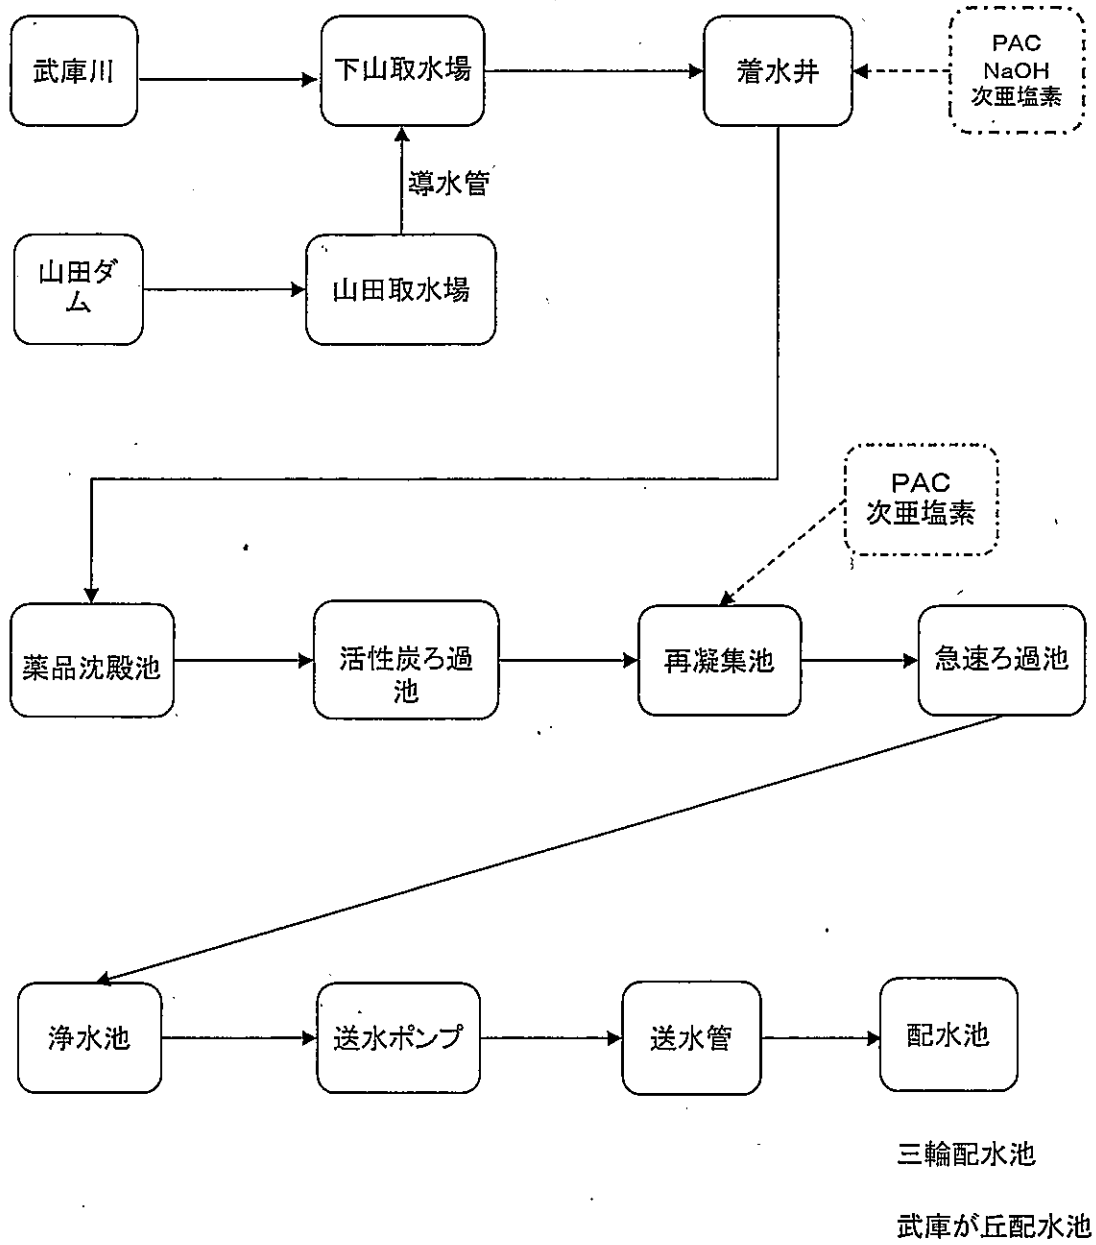 武庫川
下山取水場
着水井
PAC
NaOH
次亜塩素
導水管
山田ダ
ム
山田取水場
PAC
次亜塩素
薬品沈殿池
活性炭ろ過
池
再凝集池
急速ろ過池
浄水池
送水ポンプ
送水管
配水池
三輪配水池
武庫が丘配水池